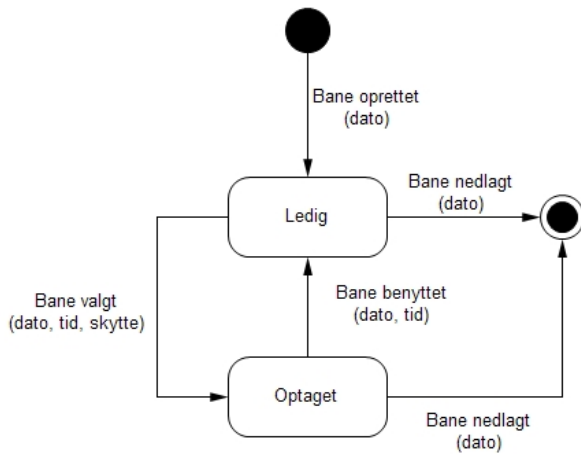 Bane oprettet
(dato)
Bane nedlagt
(dato)
Ledig
Bane valgt
(dato, tid, skytte)
Bane benyttet
(dato, tid)
Optaget
Bane nedlagt
(dato)